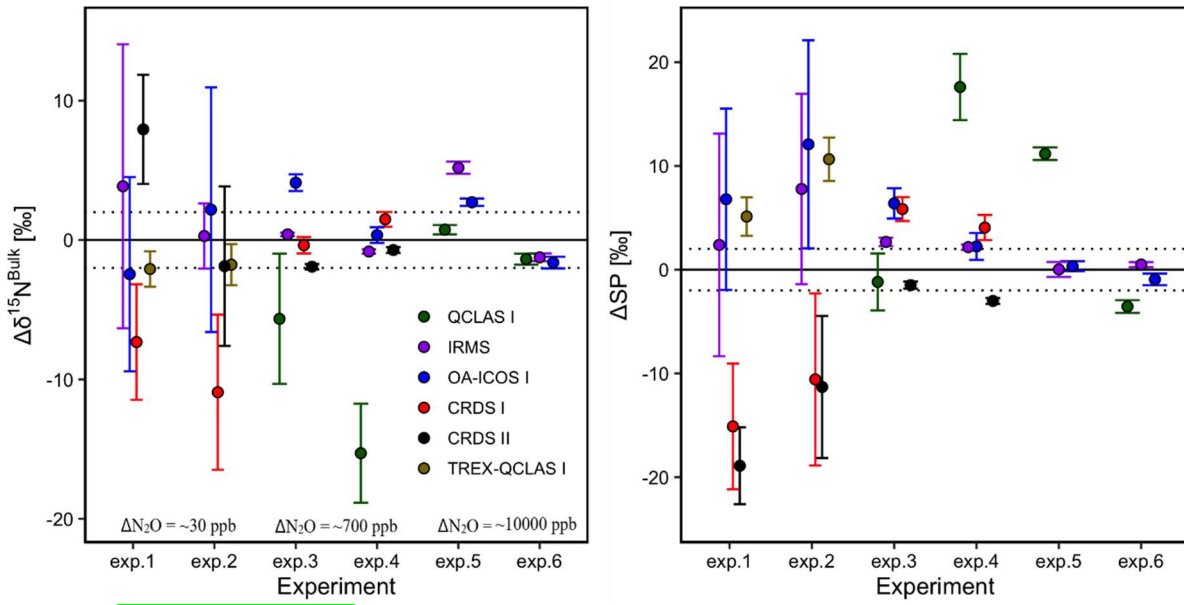 Δδ¹⁵Nᴮᵘˡᵏ [‰]
10
0
-10
-20
QCLAS I
IRMS
OA-ICOS I
CRDS I
CRDS II
TREX-QCLAS I
ΔN₂O = ~30 ppb
ΔN₂O = ~700 ppb
ΔN₂O = ~10000 ppb
exp.1 exp.2 exp.3 exp.4 exp.5 exp.6
Experiment
ΔSP [‰]
20
10
0
-10
-20
exp.1 exp.2 exp.3 exp.4 exp.5 exp.6
Experiment